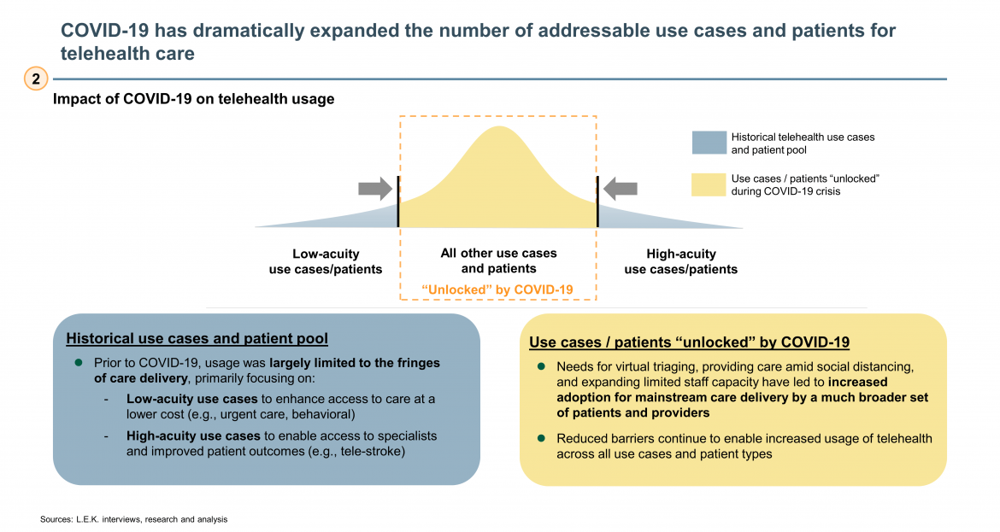 COVID-19 has dramatically expanded the number of addressable use cases and patients for
telehealth care
2
Impact of COVID-19 on telehealth usage
Historical telehealth use cases
and patient pool
Use cases / patients “unlocked”
during COVID-19 crisis
Low-acuity
use cases/patients
All other use cases
and patients
“Unlocked” by COVID-19
High-acuity
use cases/patients
Historical use cases and patient pool
● Prior to COVID-19, usage was largely limited to the fringes
of care delivery, primarily focusing on:
- Low-acuity use cases to enhance access to care at a
lower cost (e.g., urgent care, behavioral)
- High-acuity use cases to enable access to specialists
and improved patient outcomes (e.g., tele-stroke)
Use cases / patients “unlocked” by COVID-19
● Needs for virtual triaging, providing care amid social distancing,
and expanding limited staff capacity have led to increased
adoption for mainstream care delivery by a much broader set
of patients and providers
● Reduced barriers continue to enable increased usage of telehealth
across all use cases and patient types
Sources: L.E.K. interviews, research and analysis